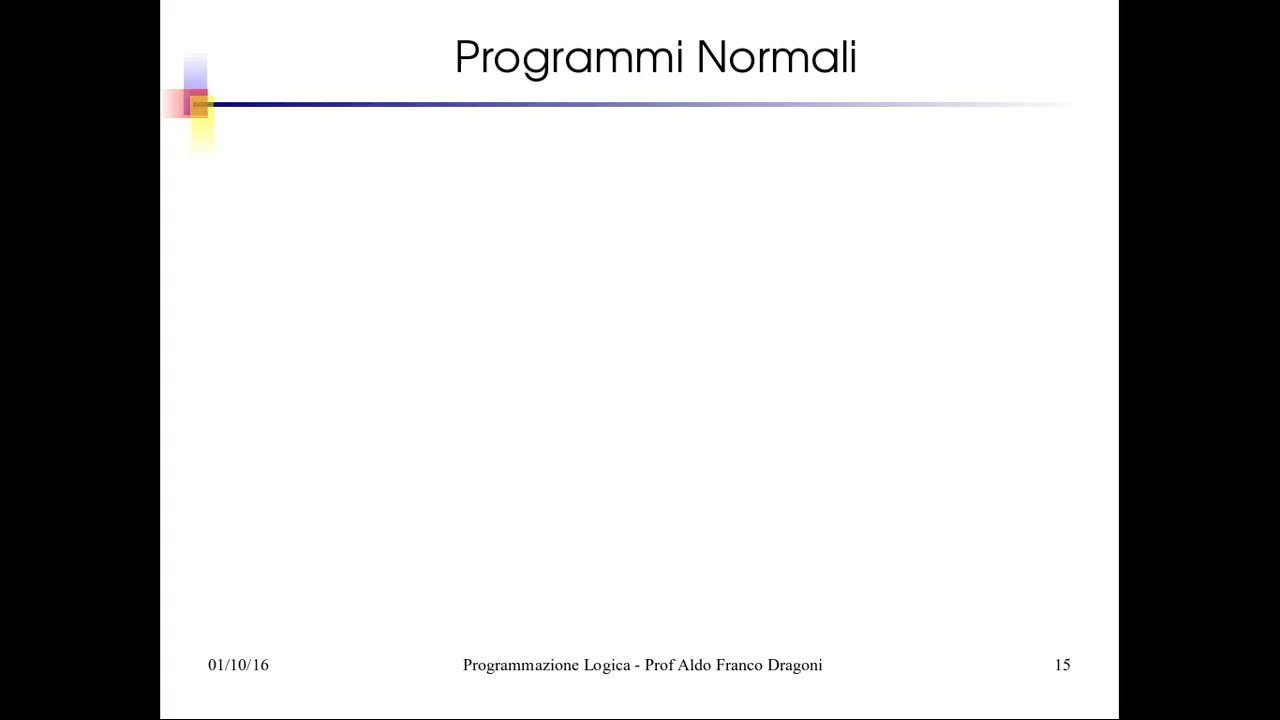 Programmi Normali
01/10/16
Programmazione Logica - Prof Aldo Franco Dragoni
15